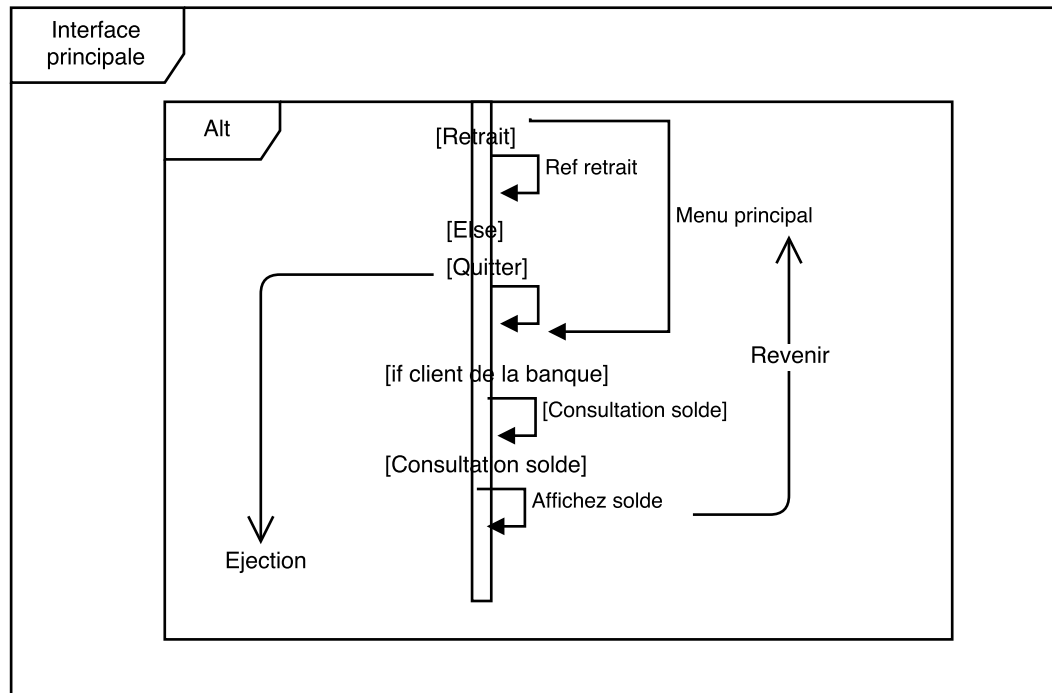 Interface
principale
Alt
[Retrait]
Ref retrait
Menu principal
[Else]
[Quitter]
Revenir
[if client de la banque]
[Consultation solde]
[Consultation solde]
Affichez solde
Ejection